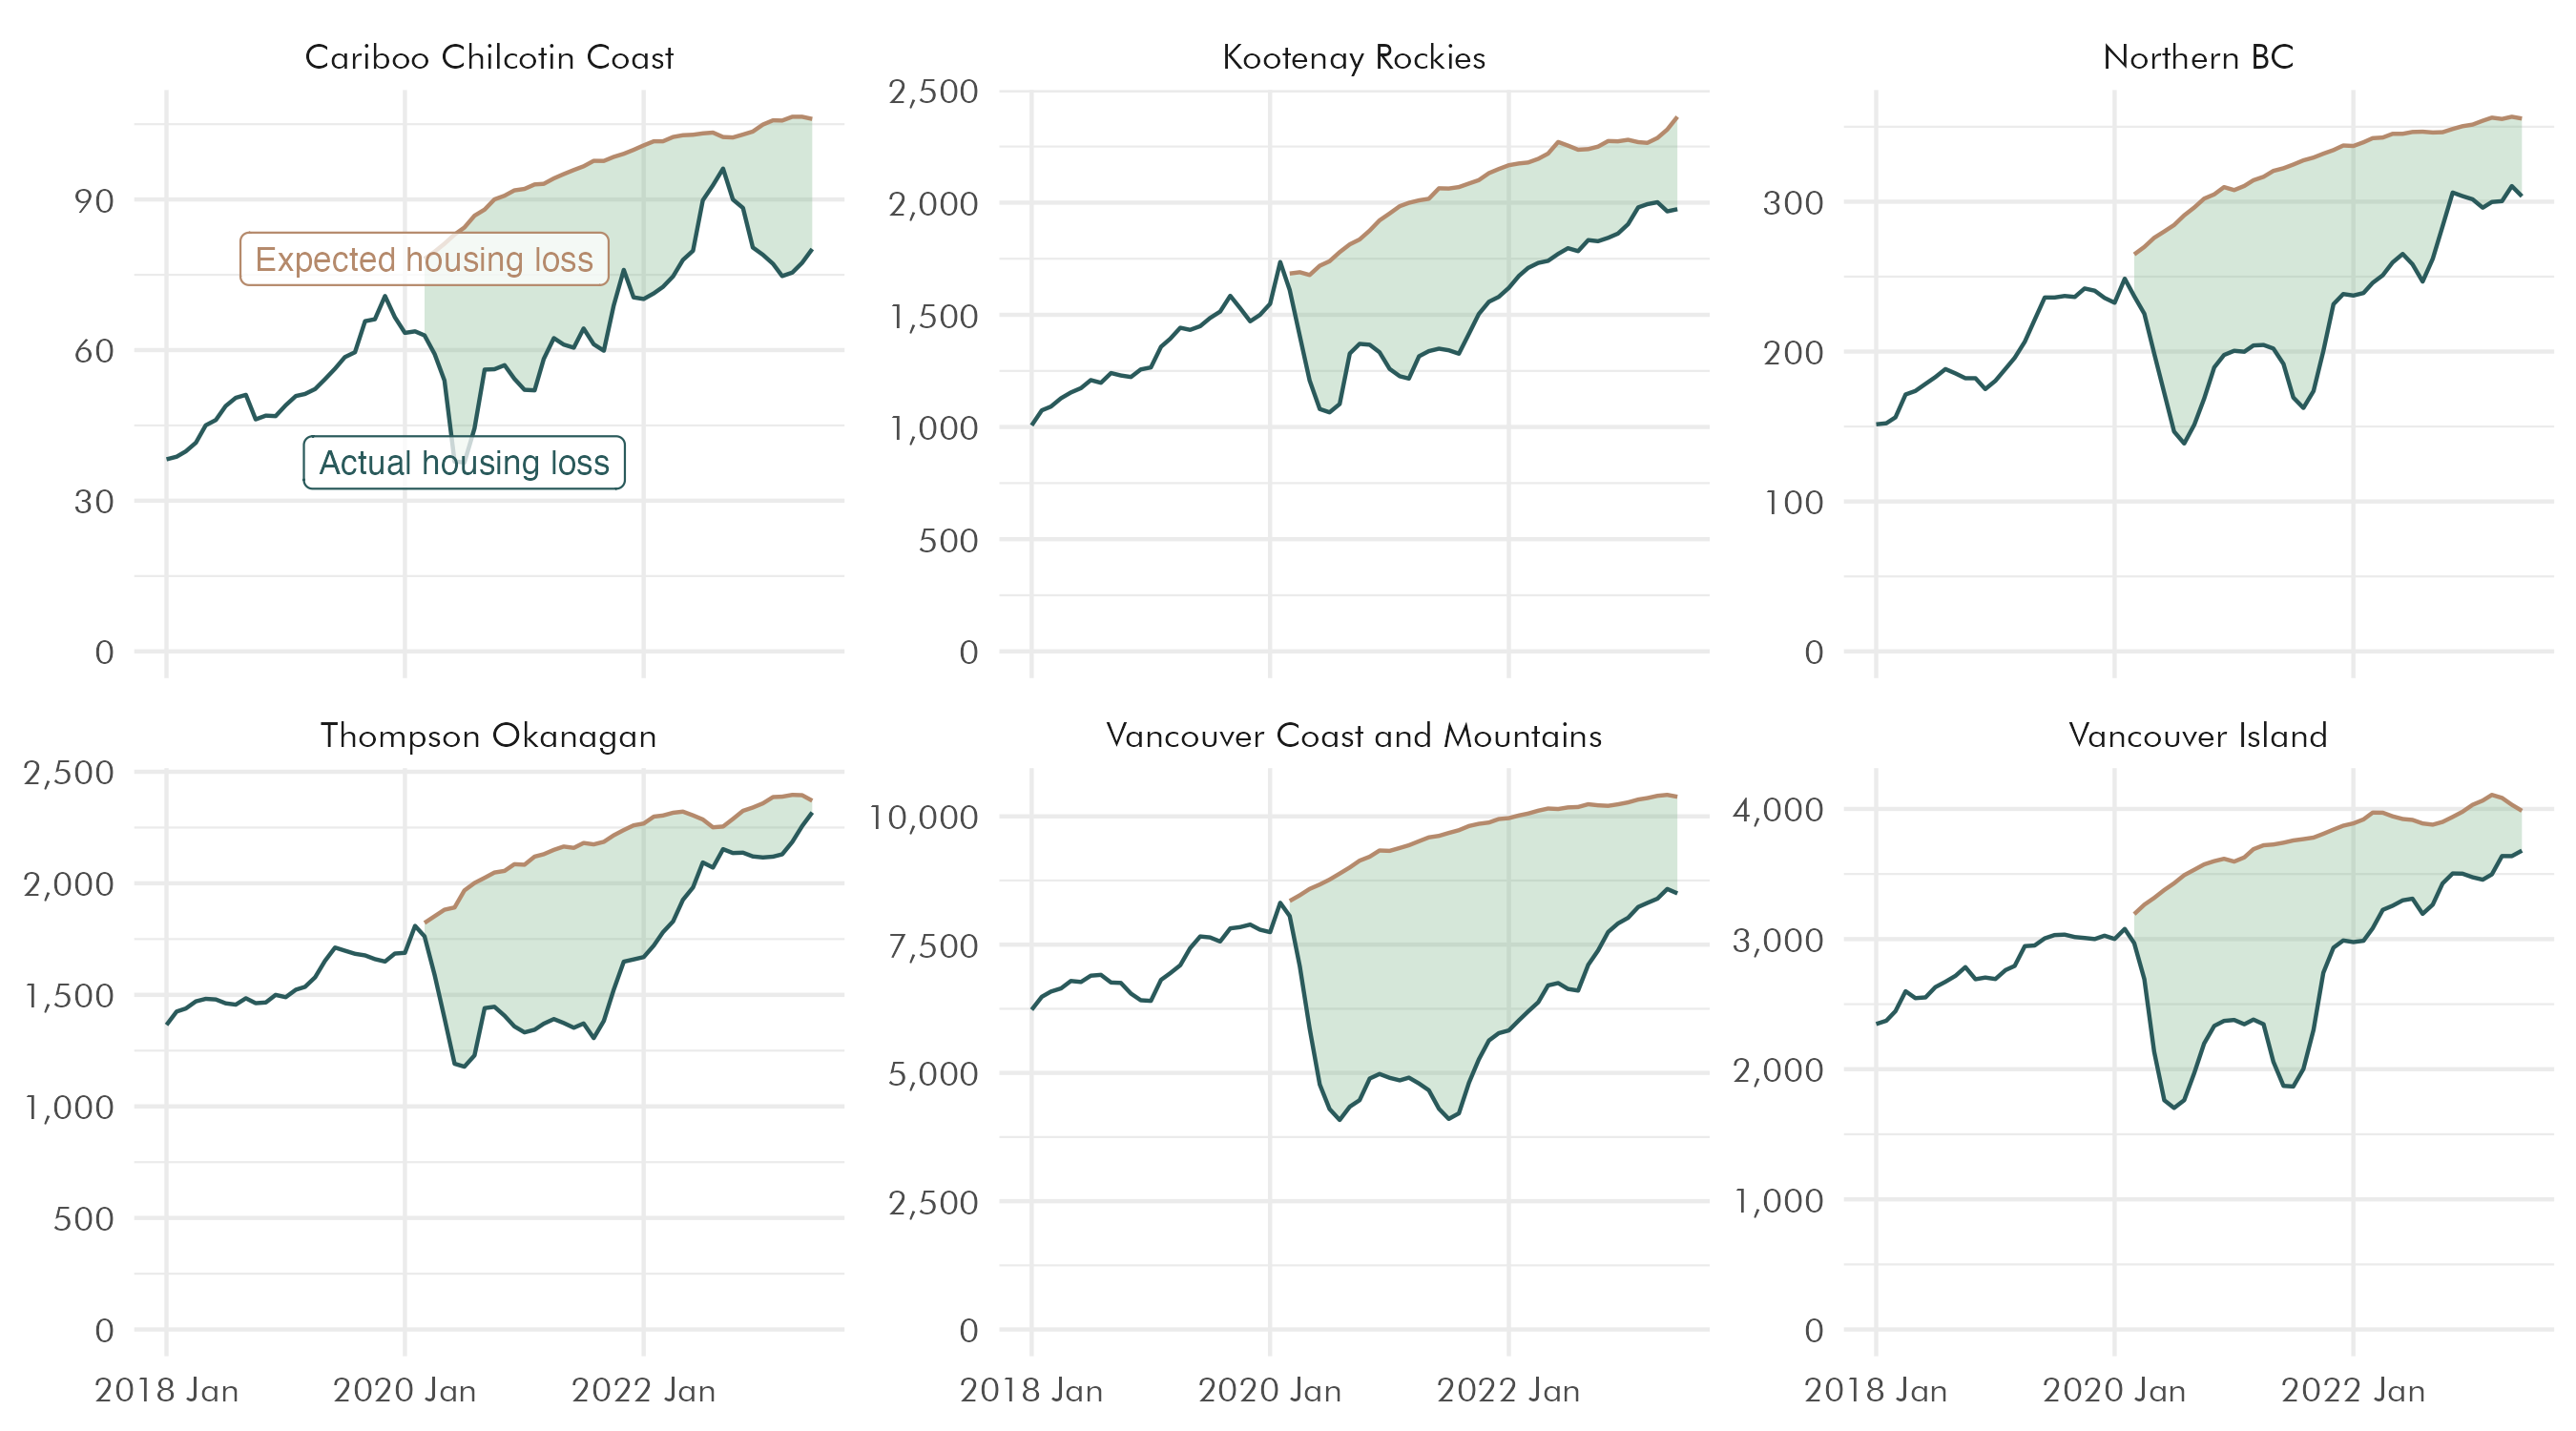 Cariboo Chilcotin Coast
90
60
30
0
Expected housing loss
Actual housing loss
Kootenay Rockies
2,500
2,000
1,500
1,000
500
0
Northern BC
300
200
100
0
Thompson Okanagan
2,500
2,000
1,500
1,000
500
0
2018 Jan 2020 Jan 2022 Jan
Vancouver Coast and Mountains
10,000
7,500
5,000
2,500
0
2018 Jan 2020 Jan 2022 Jan
Vancouver Island
4,000
3,000
2,000
1,000
0
2018 Jan 2020 Jan 2022 Jan